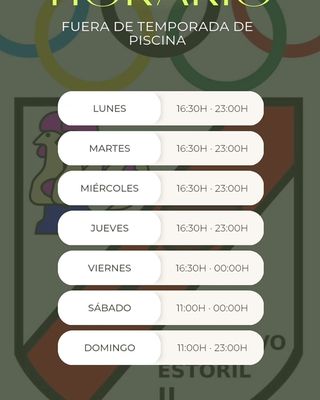 HORARIO
FUERA DE TEMPORADA DE
PISCINA
LUNES 16:30H · 23:00H
MARTES 16:30H · 23:00H
MIÉRCOLES 16:30H · 23:00H
JUEVES 16:30H · 23:00H
VIERNES 16:30H · 00:00H
SÁBADO 11:00H · 00:00H
DOMINGO 11:00H · 23:00H
ESTORIL
II